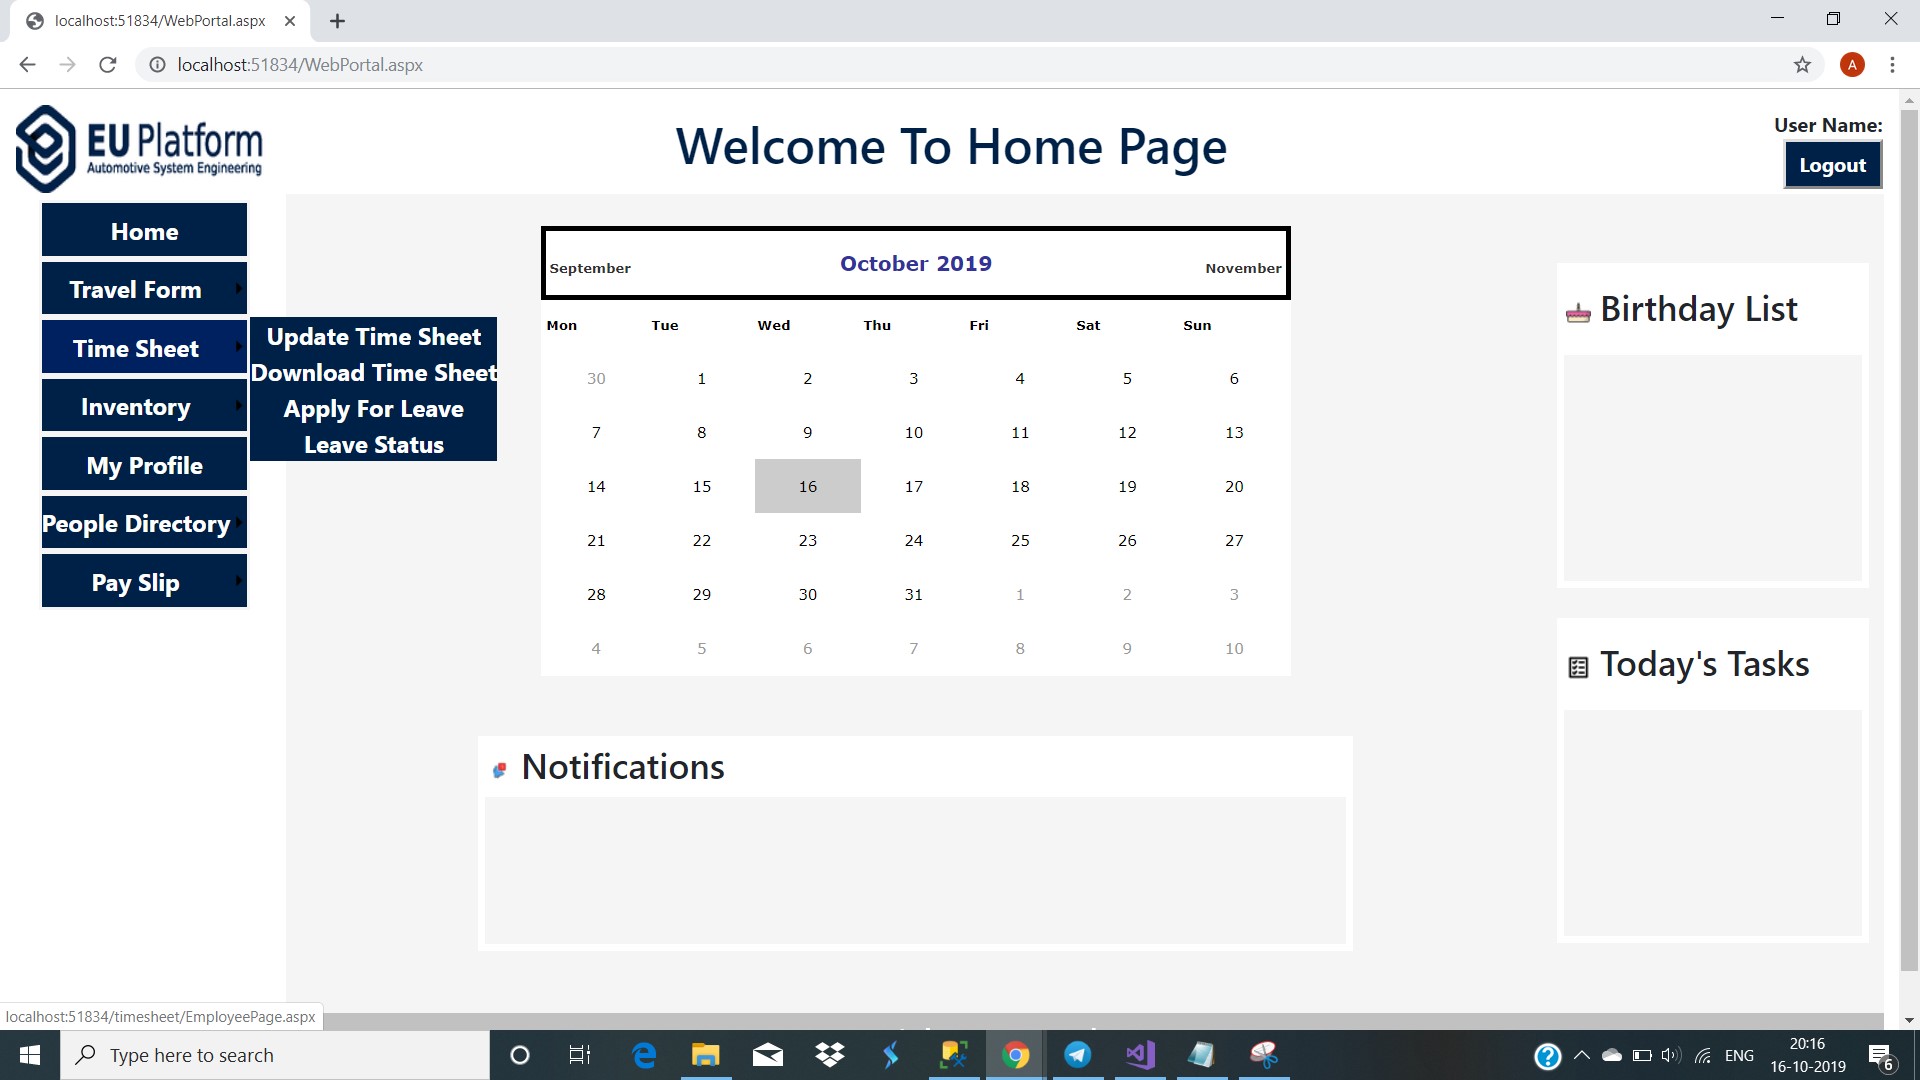 localhost:51834/WebPortal.aspx
localhost:51834/WebPortal.aspx
A
EU Platform
Automotive System Engineering
Welcome To Home Page
User Name:
Logout
Home
Travel Form
Time Sheet
Inventory
My Profile
People Directory
Pay Slip
Update Time Sheet
Download Time Sheet
Apply For Leave
Leave Status
September October 2019 November
Mon Tue Wed Thu Fri Sat Sun
30 1 2 3 4 5 6
7 8 9 10 11 12 13
14 15 16 17 18 19 20
21 22 23 24 25 26 27
28 29 30 31 1 2 3
4 5 6 7 8 9 10
Birthday List
Today's Tasks
Notifications
localhost:51834/timesheet/EmployeePage.aspx
Type here to search
ENG
20:16
16-10-2019
6